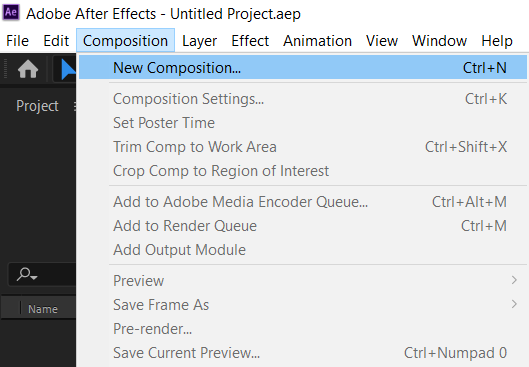 Ae Adobe After Effects - Untitled Project.aep
File Edit Composition Layer Effect Animation View Window Help
New Composition... Ctrl+N
Project
Composition Settings... Ctrl+K
Set Poster Time
Trim Comp to Work Area Ctrl+Shift+X
Crop Comp to Region of Interest
Add to Adobe Media Encoder Queue... Ctrl+Alt+M
Add to Render Queue Ctrl+M
Add Output Module
Preview
Save Frame As
Name
Pre-render...
Save Current Preview... Ctrl+Numpad 0